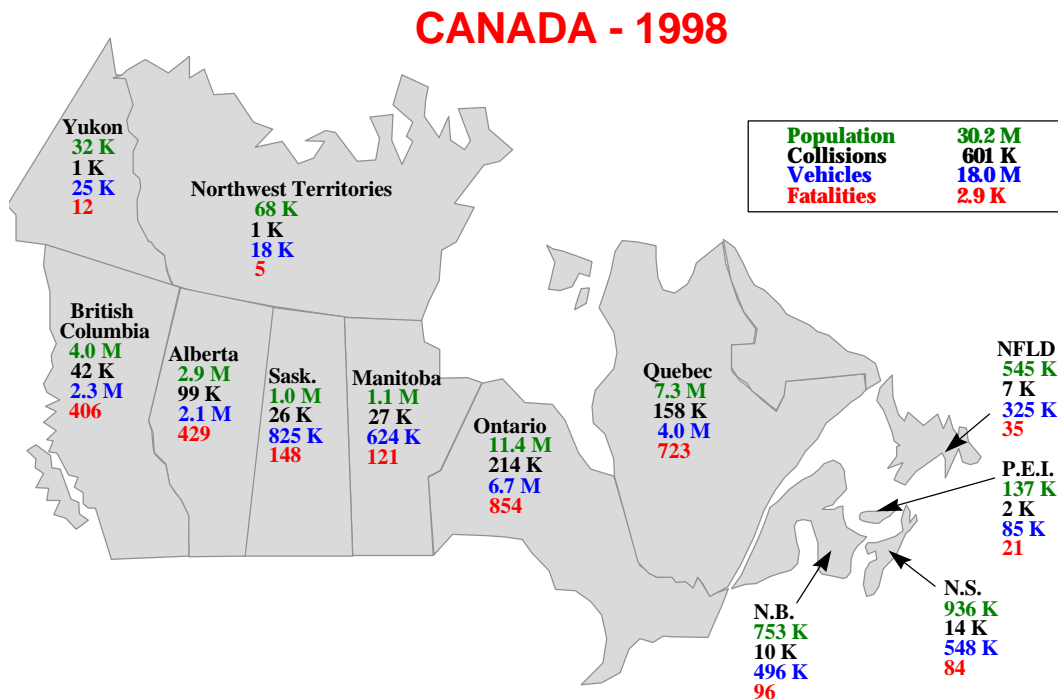 CANADA - 1998
Population 30.2 M
Collisions 601 K
Vehicles 18.0 M
Fatalities 2.9 K
Yukon
32 K
1 K
25 K
12
Northwest Territories
68 K
1 K
18 K
5
British
Columbia
4.0 M
42 K
2.3 M
406
Alberta
2.9 M
99 K
2.1 M
429
Sask.
1.0 M
26 K
825 K
148
Manitoba
1.1 M
27 K
624 K
121
Ontario
11.4 M
214 K
6.7 M
854
Quebec
7.3 M
158 K
4.0 M
723
NFLD
545 K
7 K
325 K
35
P.E.I.
137 K
2 K
85 K
21
N.S.
936 K
14 K
548 K
84
N.B.
753 K
10 K
496 K
96